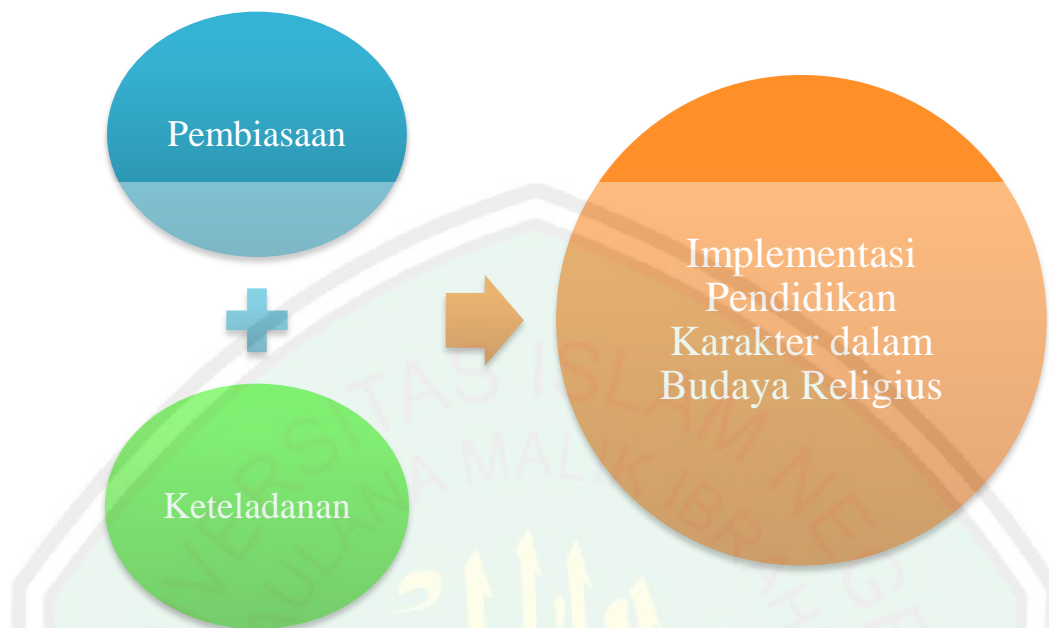 Pembiasaan
Keteladanan
Implementasi
Pendidikan
Karakter dalam
Budaya Religius